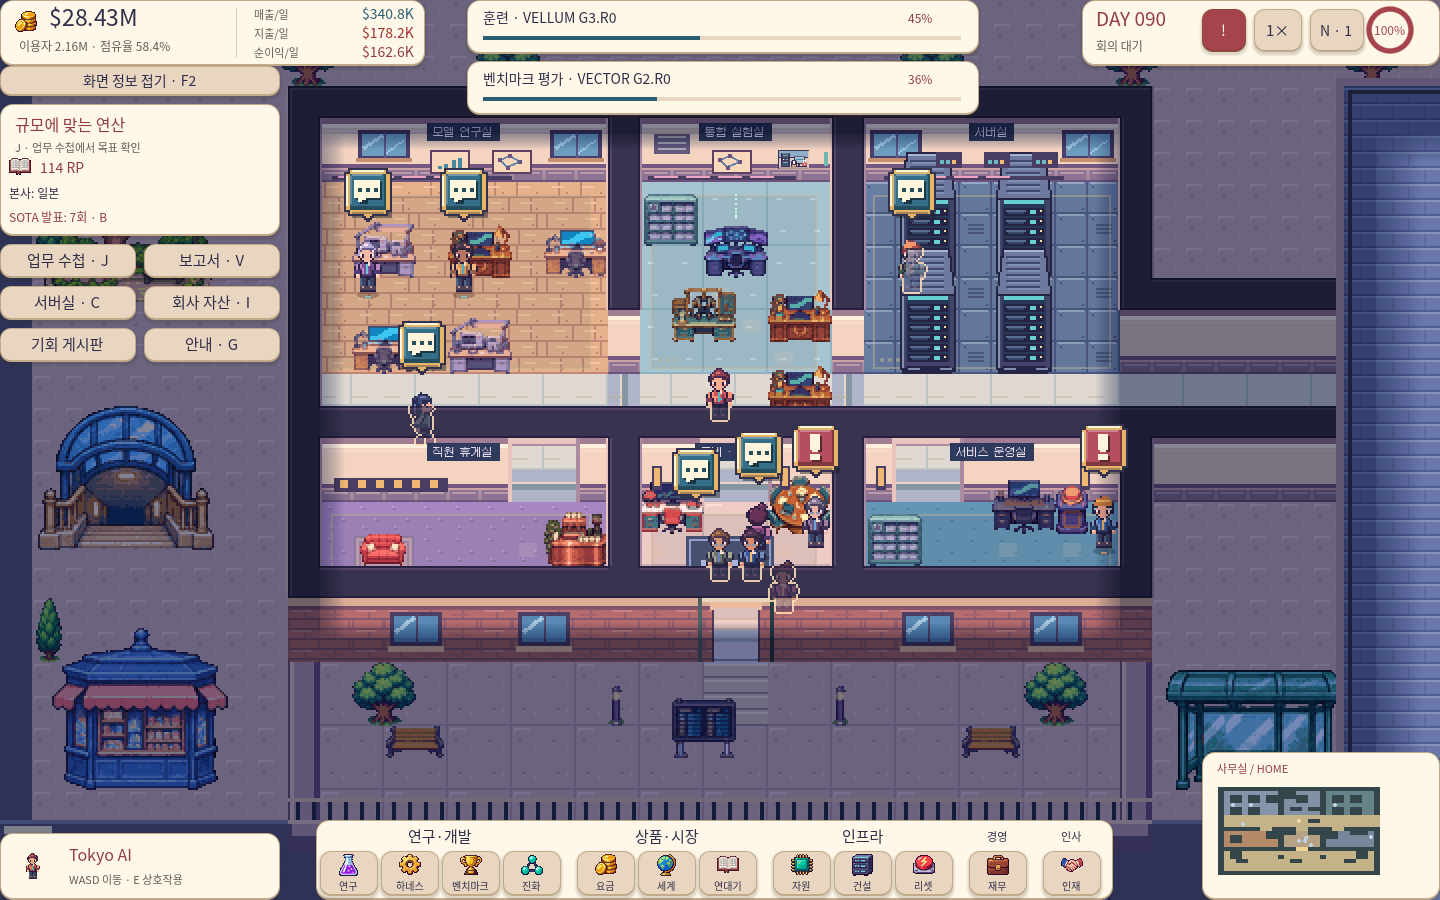 $28.43M
이용자 2.16M · 점유율 58.4%
매출/일 $340.8K
지출/일 $178.2K
순이익/일 $162.6K
훈련 · VELLUM G3.R0 45%
벤치마크 평가 · VECTOR G2.R0 36%
DAY 090
회의 대기
!
1×
N · 1
100%
화면 정보 접기 · F2
규모에 맞는 연산
J · 업무 수첩에서 목표 확인
114 RP
본사: 일본
SOTA 발표: 7회 · B
업무 수첩 · J
보고서 · V
서버실 · C
회사 자산 · I
기회 게시판
안내 · G
모델 연구실
통합 실험실
서버실
직원 휴게실
서비스 운영실
사무실 / HOME
Tokyo AI
WASD 이동 · E 상호작용
연구·개발
상품·시장
인프라
경영
인사
연구
하네스
벤치마크
진화
요금
세계
연대기
자원
건설
리셋
재무
인재